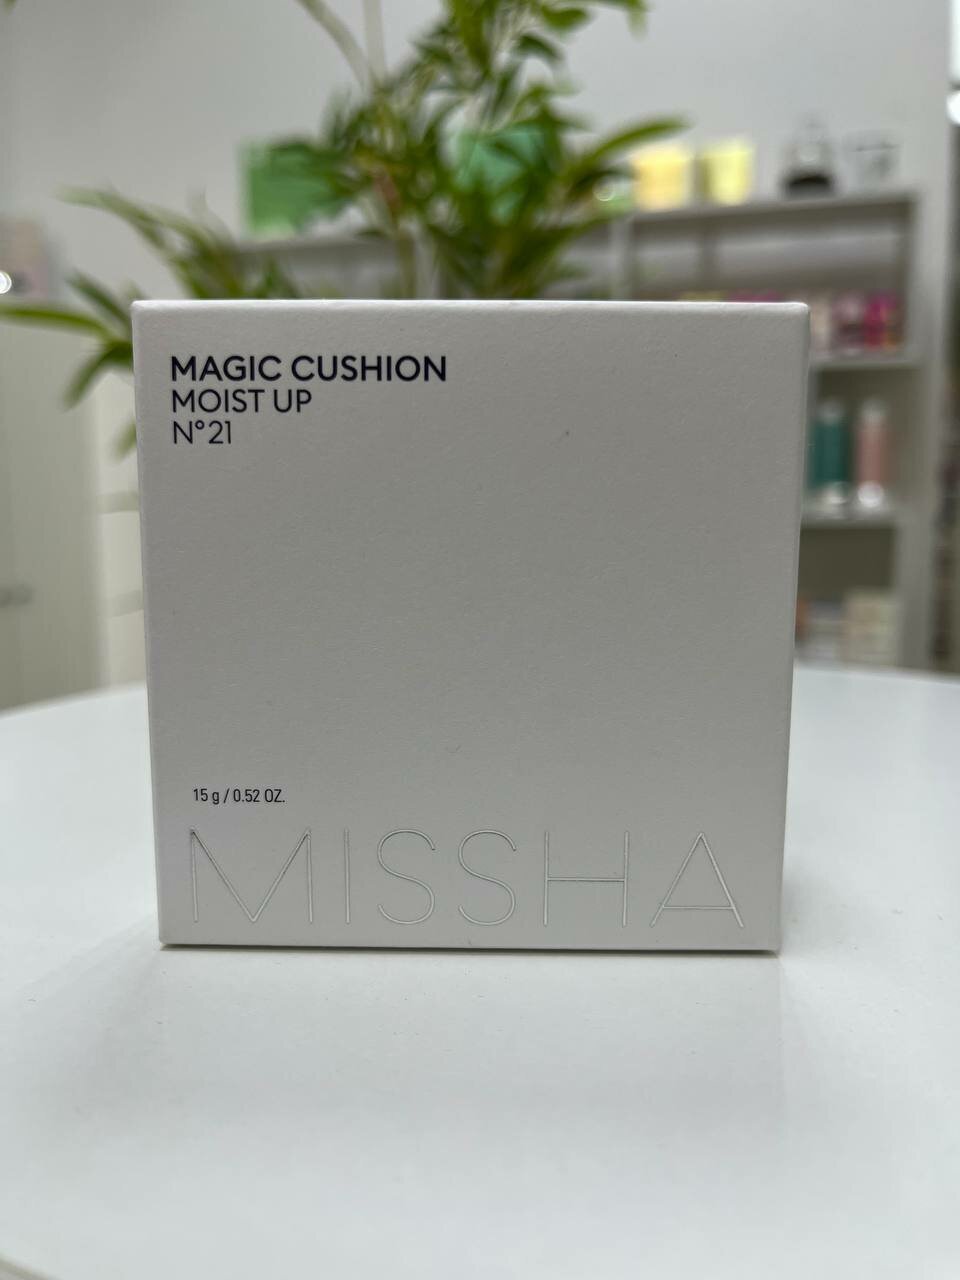 MAGIC CUSHION
MOIST UP
N°21
15 g / 0.52 OZ.
MISSHA